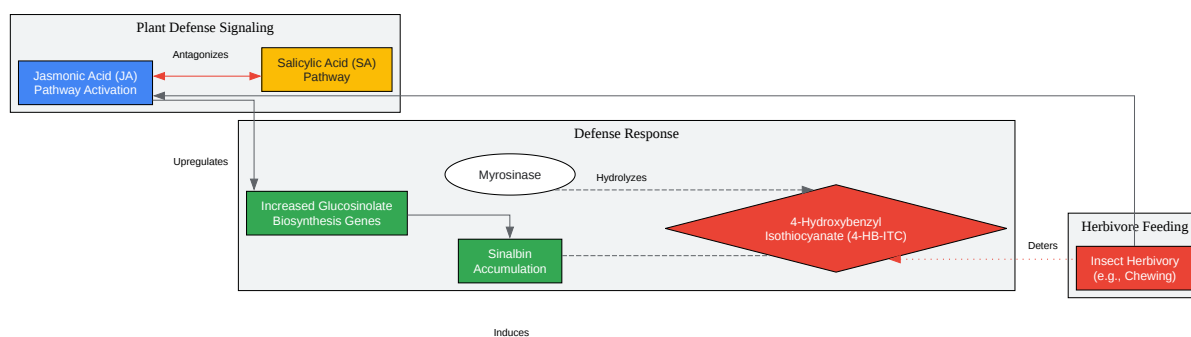 Plant Defense Signaling
Antagonizes
Jasmonic Acid (JA)
Pathway Activation
Salicylic Acid (SA)
Pathway
Defense Response
Upregulates
Myrosinase
Hydrolyzes
Increased Glucosinolate
Biosynthesis Genes
4-Hydroxybenzyl
Isothiocyanate (4-HB-ITC)
Sinalbin
Accumulation
Herbivore Feeding
Deters
Insect Herbivory
(e.g., Chewing)
Induces